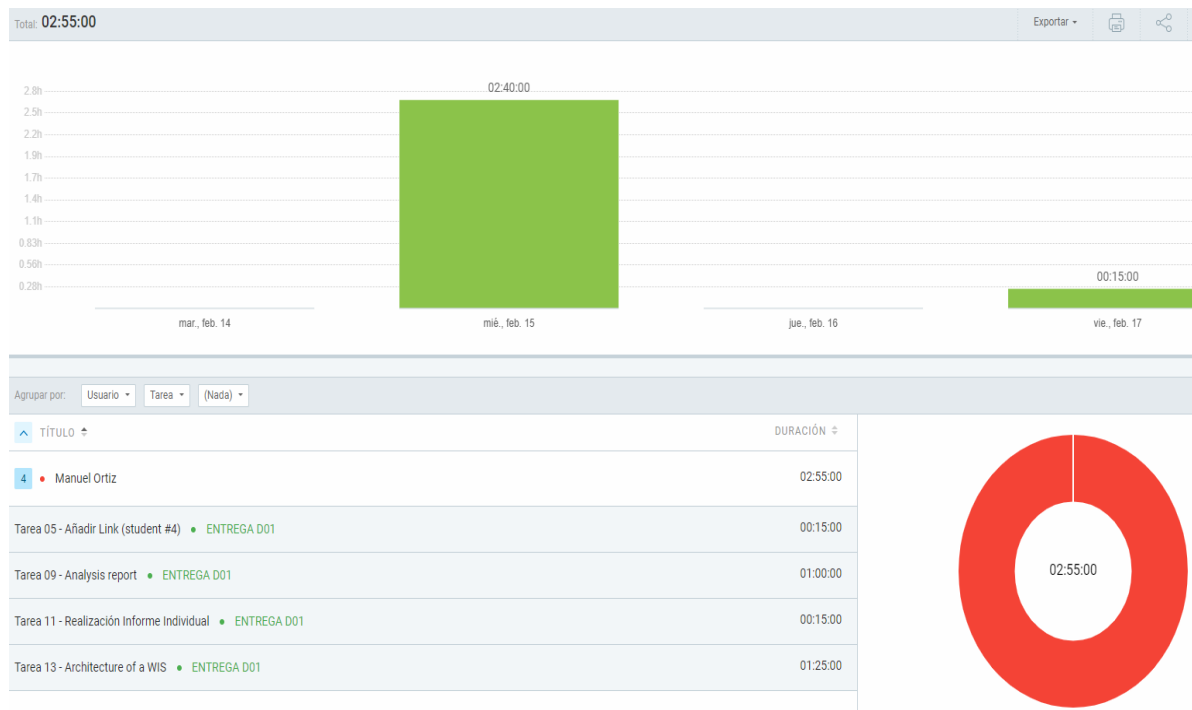 Total: 02:55:00
Exportar
02:40:00
2.8h
2.5h
2.2h
1.9h
1.7h
1.4h
1.1h
0.83h
0.56h
0.28h
00:15:00
mar., feb. 14
mié., feb. 15
jue., feb. 16
vie., feb. 17
Agrupar por: Usuario Tarea (Nada)
TÍTULO DURACIÓN
4 Manuel Ortiz 02:55:00
Tarea 05 - Añadir Link (student #4) ENTREGA D01 00:15:00
Tarea 09 - Analysis report ENTREGA D01 01:00:00
Tarea 11 - Realización Informe Individual ENTREGA D01 00:15:00
Tarea 13 - Architecture of a WIS ENTREGA D01 01:25:00
02:55:00